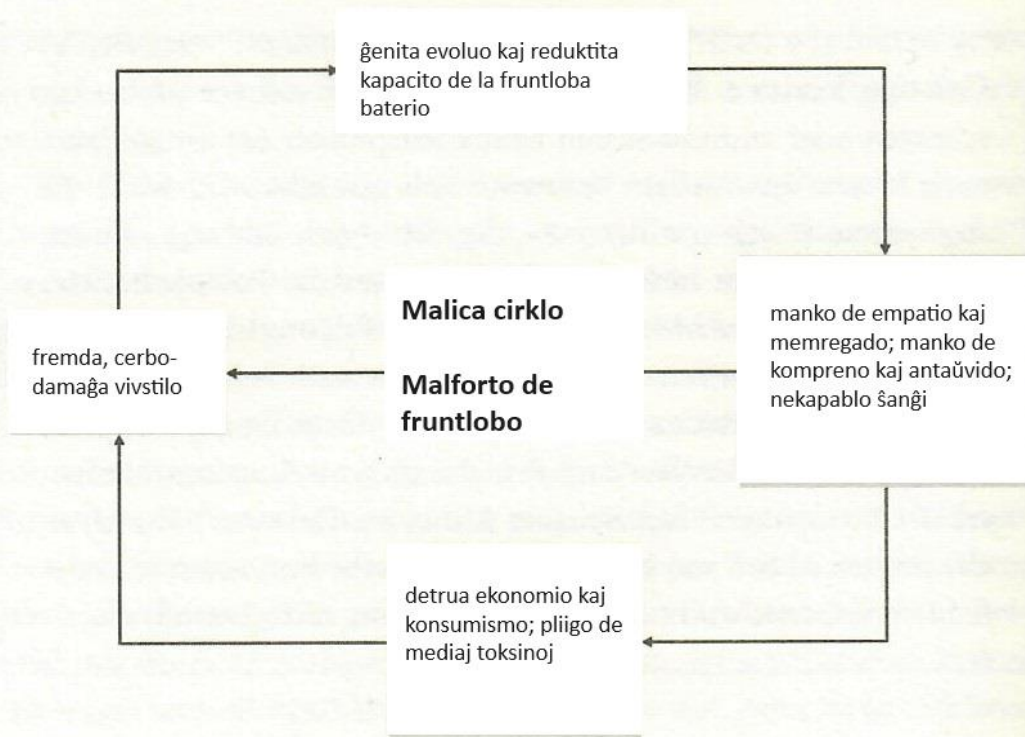 ĝenita evoluo kaj reduktita
kapacito de la fruntloba
baterio
Malica cirklo
Malforto de
fruntlobo
manko de empatio kaj
memregado; manko de
kompreno kaj antaŭvido;
nekapablo ŝanĝi
fremda, cerbo-
damaĝa vivstilo
detrua ekonomio kaj
konsumismo; pliigo de
mediaj toksinoj